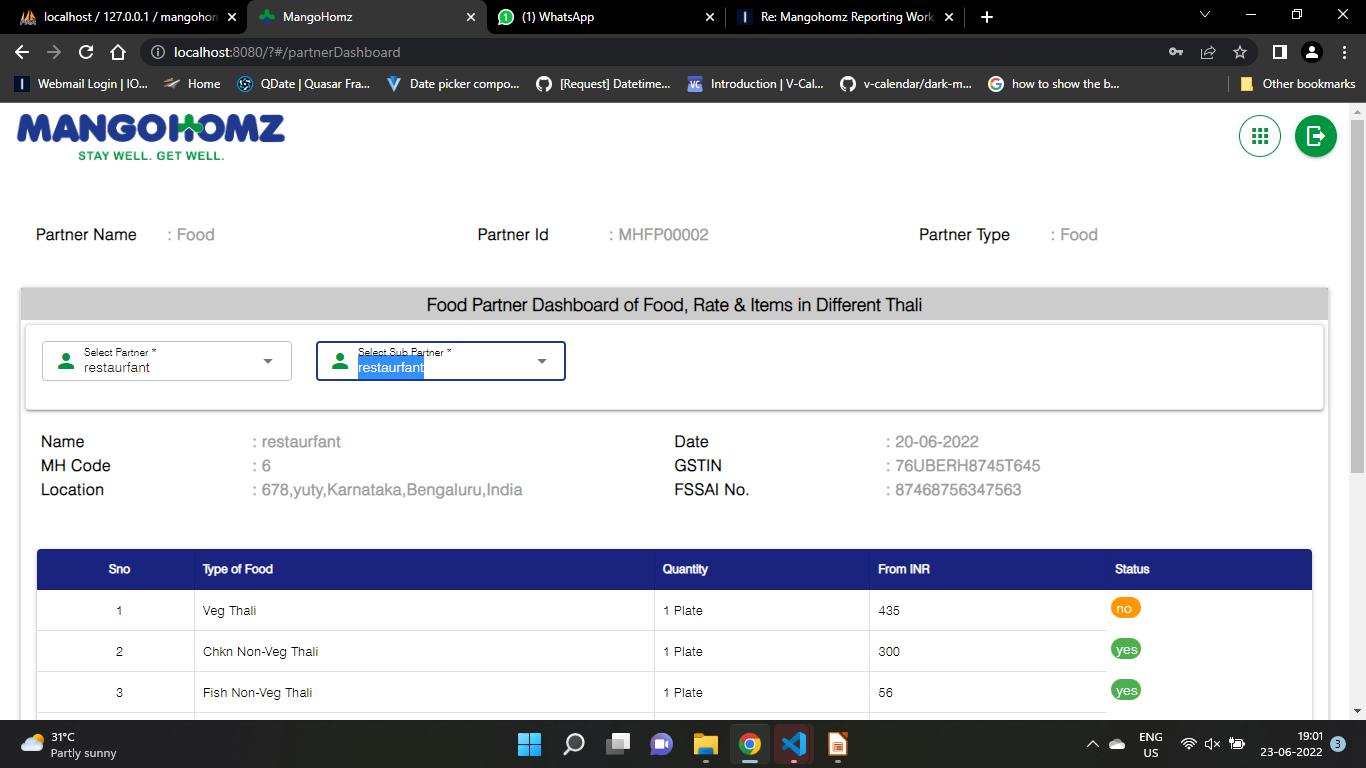 localhost / 127.0.0.1 / mangohom
MangoHomz
(1) WhatsApp
Re: Mangohomz Reporting Work
localhost:8080/?#/partnerDashboard
Webmail Login | IO...
Home
QDate | Quasar Fra...
Date picker compo...
[Request] Datetime...
Introduction | V-Cal...
v-calendar/dark-m...
how to show the b...
Other bookmarks
MANGOHOMZ
STAY WELL. GET WELL.
Partner Name : Food
Partner Id : MHFP00002
Partner Type : Food
Food Partner Dashboard of Food, Rate & Items in Different Thali
Select Partner *
restaurfant
Select Sub Partner *
restaurfant
Name : restaurfant
Date : 20-06-2022
MH Code : 6
GSTIN : 76UBERH8745T645
Location : 678,yuty,Karnataka,Bengaluru,India
FSSAI No. : 87468756347563
Sno Type of Food Quantity From INR Status
1 Veg Thali 1 Plate 435 no
2 Chkn Non-Veg Thali 1 Plate 300 yes
3 Fish Non-Veg Thali 1 Plate 56 yes
31°C
Partly sunny
ENG
US
19:01
23-06-2022
3